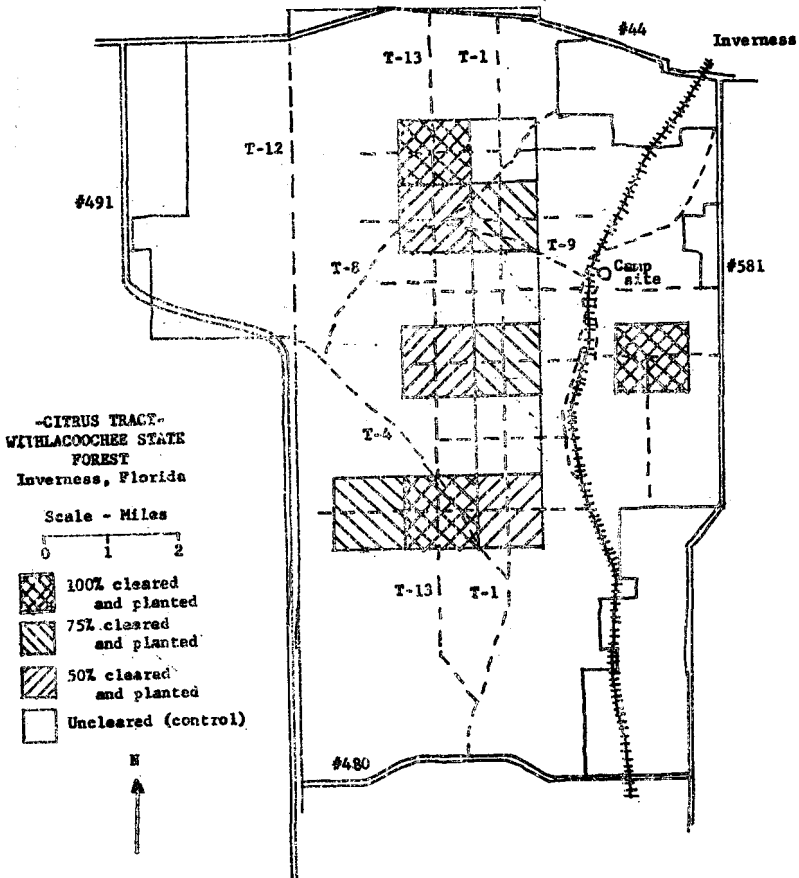 #44
Inverness
T-13
T-1
T-12
#491
T-9
T-8
Camp
site
#581
-CITRUS TRACT-
WITHLACOOCHEE STATE
FOREST
Inverness, Florida
T-4
Scale - Miles
0 1 2
100% cleared
and planted
75% cleared
and planted
50% cleared
and planted
Uncleared (control)
T-13
T-1
N
#480